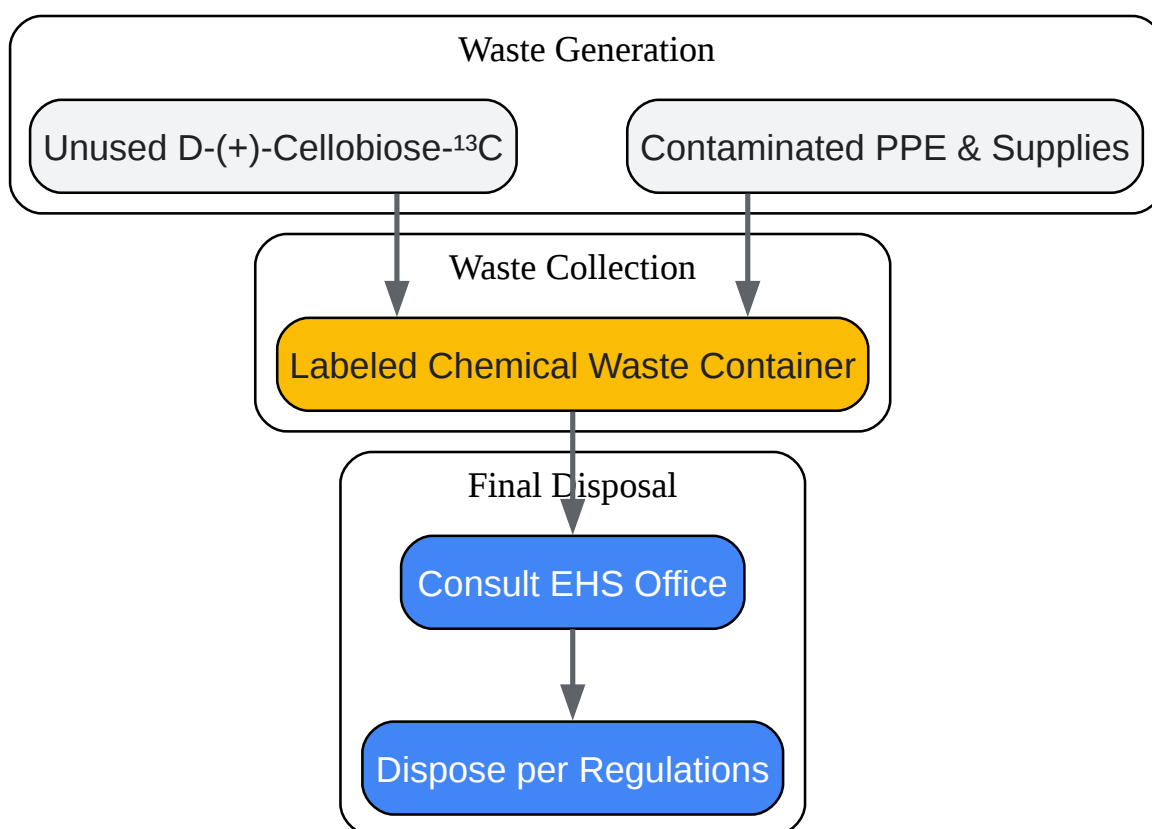 Waste Generation
Unused D-(+)-Cellobiose-¹³C
Contaminated PPE & Supplies
Waste Collection
Labeled Chemical Waste Container
Final Disposal
Consult EHS Office
Dispose per Regulations